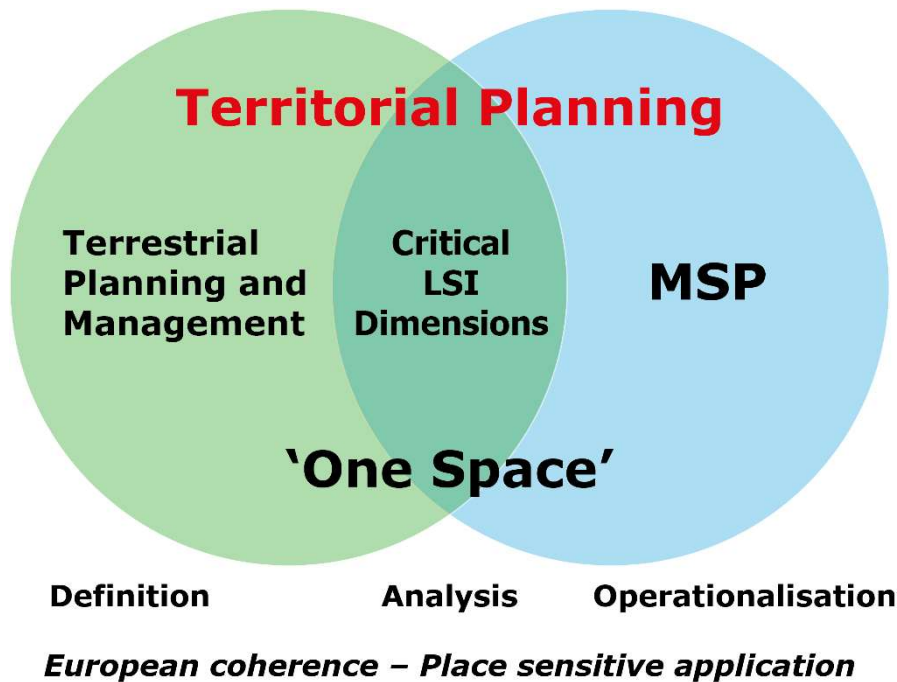 Territorial Planning
Terrestrial
Planning and
Management
Critical
LSI
Dimensions
MSP
‘One Space’
Definition
Analysis
Operationalisation
European coherence – Place sensitive application